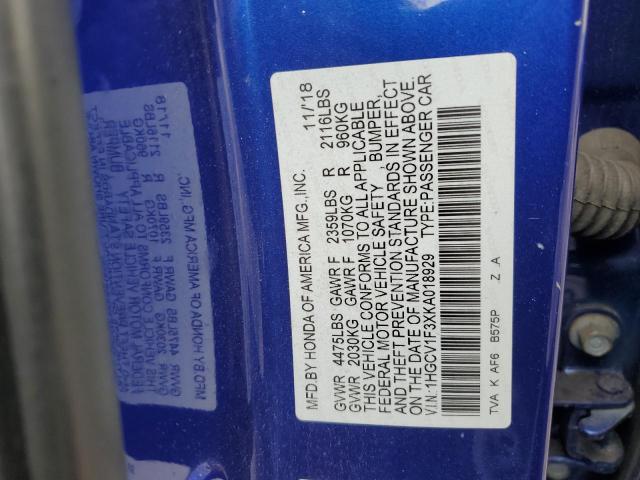 MFD.BY HONDA OF AMERICA MFG.,INC. 11/18
GVWR 4475LBS GAWR F 2359LBS R 2116LBS
GVWR 2030KG GAWR F 1070KG R 960KG
THIS VEHICLE CONFORMS TO ALL APPLICABLE
FEDERAL MOTOR VEHICLE SAFETY , BUMPER,
AND THEFT PREVENTION STANDARDS IN EFFECT
ON THE DATE OF MANUFACTURE SHOWN ABOVE.
V.I.N.:1HGCV1F3XKA018929 TYPE:PASSENGER CAR
TVA K AF6 B575P Z A